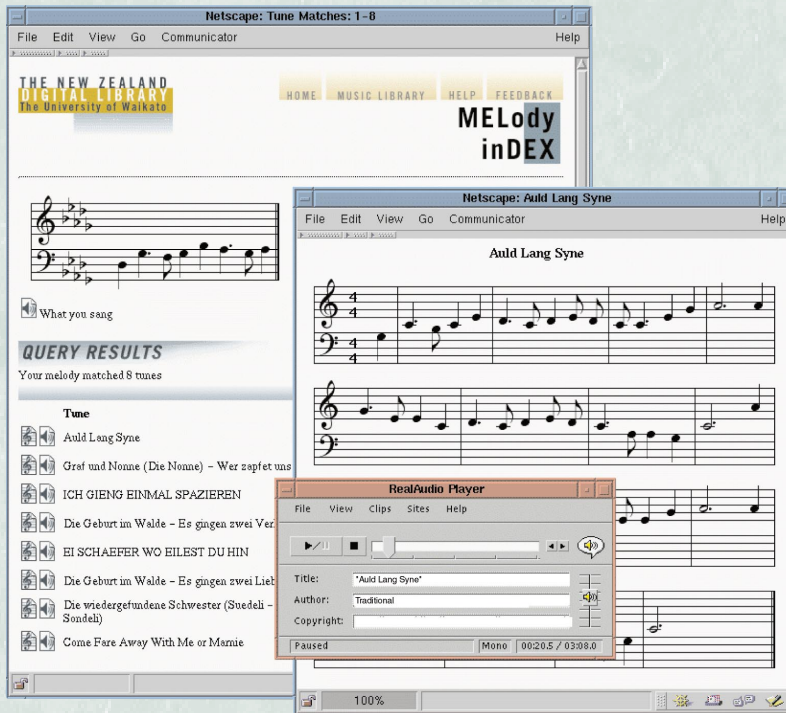 Netscape: Tune Matches: 1-8
File Edit View Go Communicator Help
THE NEW ZEALAND
DIGITAL LIBRARY
The University of Waikato
HOME MUSIC LIBRARY HELP FEEDBACK
MELody
inDEX
What you sang
QUERY RESULTS
Your melody matched 8 tunes
Tune
Auld Lang Syne
Graf und Nonne (Die Nonne) - Wer zapfet uns
ICH GIENG EINMAL SPAZIEREN
Die Geburt im Walde - Es gingen zwei Ver
EI SCHAEFER WO EILEST DU HIN
Die Geburt im Walde - Es gingen zwei Lieb
Die wiedergefundene Schwester (Suedeli -
Sondeli)
Come Fare Away With Me or Marnie
Netscape: Auld Lang Syne
File Edit View Go Communicator Help
Auld Lang Syne
4
4
4
4
RealAudio Player
File View Clips Sites Help
Title: "Auld Lang Syne"
Author: Traditional
Copyright:
Paused Mono 00:20.5 / 03:08.0
100%